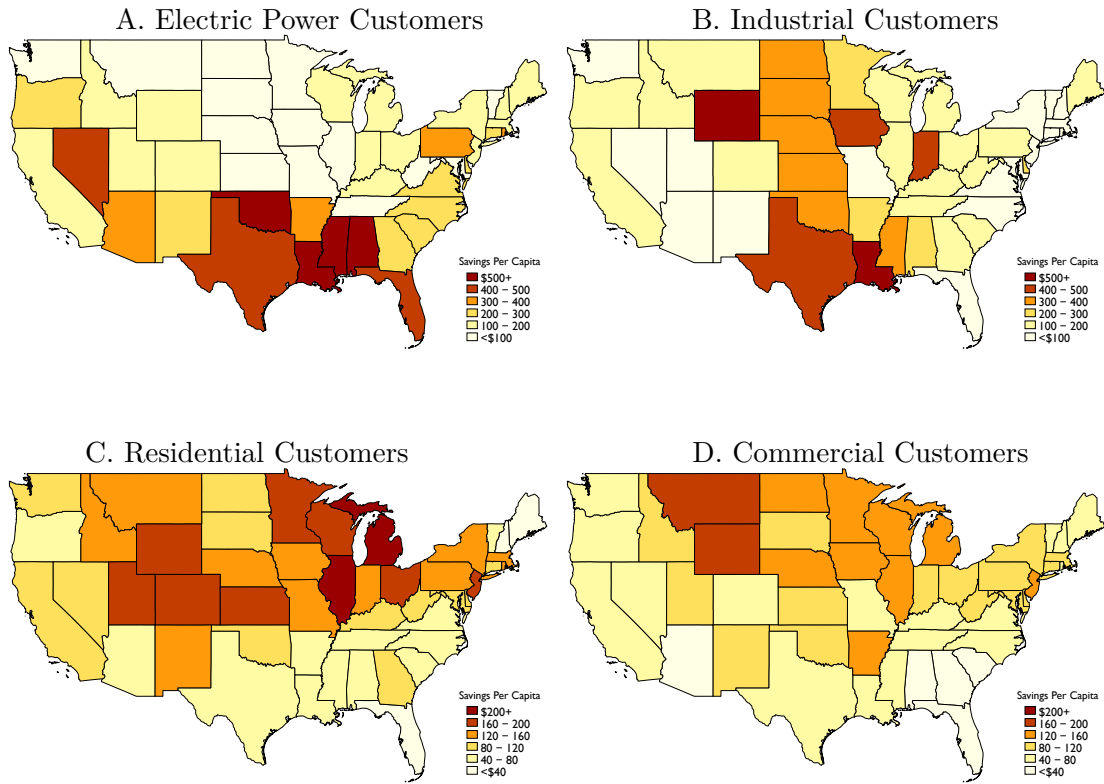 A. Electric Power Customers
Savings Per Capita
$500+
400 – 500
300 – 400
200 – 300
100 – 200
<$100
B. Industrial Customers
Savings Per Capita
$500+
400 – 500
300 – 400
200 – 300
100 – 200
<$100
C. Residential Customers
Savings Per Capita
$200+
160 – 200
120 – 160
80 – 120
40 – 80
<$40
D. Commercial Customers
Savings Per Capita
$200+
160 – 200
120 – 160
80 – 120
40 – 80
<$40